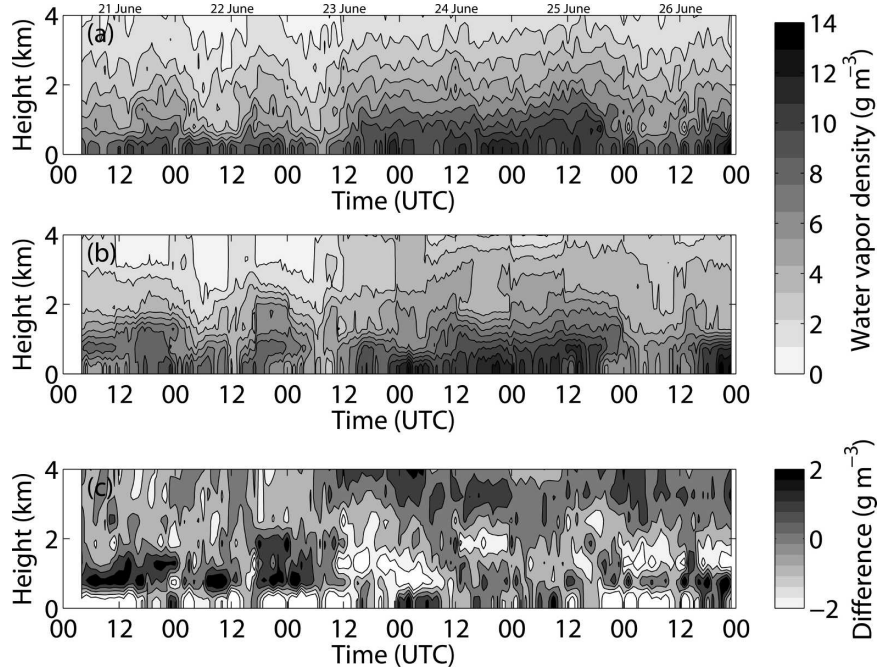 21 June 22 June 23 June 24 June 25 June 26 June
(a)
Height (km)
4
2
0
00 12 00 12 00 12 00 12 00 12 00 12 00
Time (UTC)
(b)
Height (km)
4
2
0
00 12 00 12 00 12 00 12 00 12 00 12 00
Time (UTC)
14
12
10
8
6
4
2
0
Water vapor density (g m⁻³)
(c)
Height (km)
4
2
0
00 12 00 12 00 12 00 12 00 12 00 12 00
Time (UTC)
2
0
−2
Difference (g m⁻³)